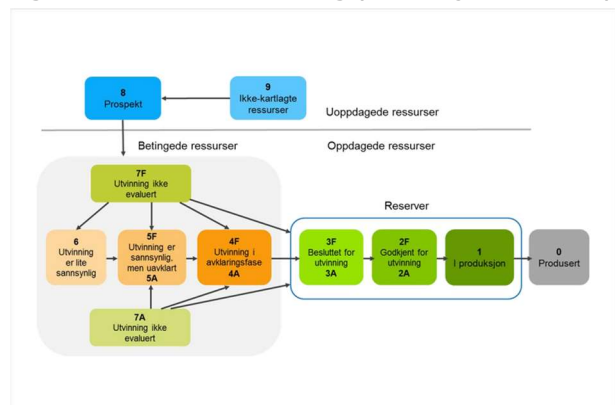 8
Prospekt
9
Ikke-kartlagte
ressurser
Uoppdagede ressurser
Betingede ressurser
Oppdagede ressurser
7F
Utvinning ikke
evaluert
Reserver
6
Utvinning
er lite
sannsynlig
5F
Utvinning er
sannsynlig,
men uavklart
5A
4F
Utvinning i
avklaringsfase
4A
3F
Besluttet for
utvinning
3A
2F
Godkjent for
utvinning
2A
1
I produksjon
0
Produsert
7A
Utvinning ikke
evaluert